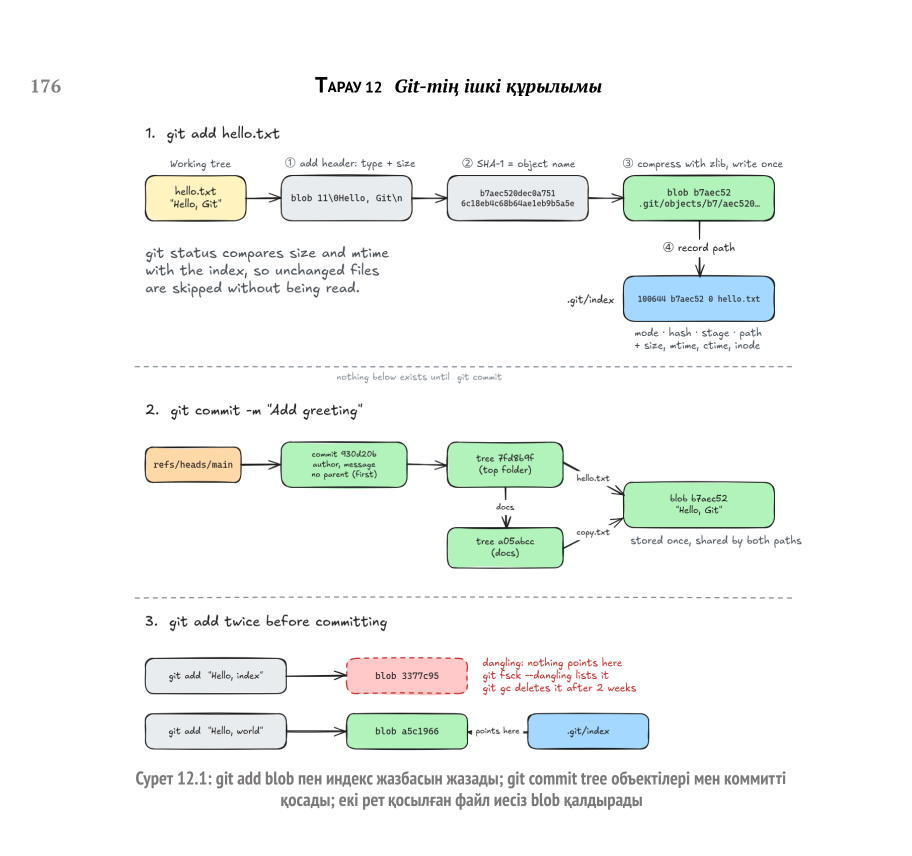 176
Тарау 12 Git-тің ішкі құрылымы
1. git add hello.txt
Working tree
① add header: type + size
② SHA-1 = object name
③ compress with zlib, write once
hello.txt
"Hello, Git"
blob 11\0Hello, Git\n
b7aec520dec0a751
6c18eb4c68b64ae1eb9b5a5e
blob b7aec52
.git/objects/b7/aec520…
④ record path
git status compares size and mtime
with the index, so unchanged files
are skipped without being read.
.git/index
100644 b7aec52 0 hello.txt
mode · hash · stage · path
+ size, mtime, ctime, inode
nothing below exists until git commit
2. git commit -m "Add greeting"
refs/heads/main
commit 930d20b
author, message
no parent (first)
tree 7fd8b9f
(top folder)
hello.txt
blob b7aec52
"Hello, Git"
docs
tree a05abcc
(docs)
copy.txt
stored once, shared by both paths
3. git add twice before committing
git add "Hello, index"
blob 3377c95
dangling: nothing points here
git fsck --dangling lists it
git gc deletes it after 2 weeks
git add "Hello, world"
blob a5c1966
points here
.git/index
Сурет 12.1: git add blob пен индекс жазбасын жазады; git commit tree объектілері мен коммитті
қосады; екі рет қосылған файл иесіз blob қалдырады